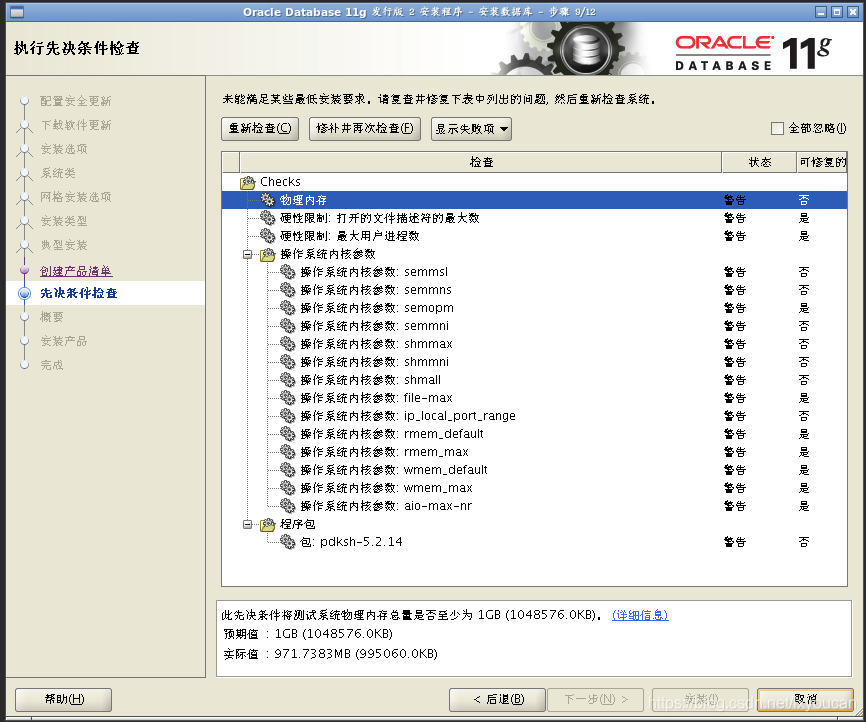 Oracle Database 11g 发行版 2 安装程序 - 安装数据库 - 步骤 9/12
执行先决条件检查
ORACLE
DATABASE 11g
配置安全更新
下载软件更新
安装选项
系统类
网格安装选项
安装类型
典型安装
创建产品清单
先决条件检查
概要
安装产品
完成
未能满足某些最低安装要求。请复查并修复下表中列出的问题, 然后重新检查系统。
重新检查(C) 修补并再次检查(F) 显示失败项 全部忽略(I)
检查 状态 可修复的
Checks
物理内存 警告 否
硬性限制: 打开的文件描述符的最大数 警告 是
硬性限制: 最大用户进程数 警告 是
操作系统内核参数
操作系统内核参数: semmsl 警告 否
操作系统内核参数: semmns 警告 否
操作系统内核参数: semopm 警告 是
操作系统内核参数: semmni 警告 否
操作系统内核参数: shmmax 警告 否
操作系统内核参数: shmmni 警告 否
操作系统内核参数: shmall 警告 否
操作系统内核参数: file-max 警告 是
操作系统内核参数: ip_local_port_range 警告 否
操作系统内核参数: rmem_default 警告 是
操作系统内核参数: rmem_max 警告 是
操作系统内核参数: wmem_default 警告 是
操作系统内核参数: wmem_max 警告 是
操作系统内核参数: aio-max-nr 警告 是
程序包
包: pdksh-5.2.14 警告 否
此先决条件将测试系统物理内存总量是否至少为 1GB (1048576.0KB)。 (详细信息)
预期值 : 1GB (1048576.0KB)
实际值 : 971.7383MB (995060.0KB)
帮助(H) < 后退(B) 下一步(N) > 安装(I) 取消